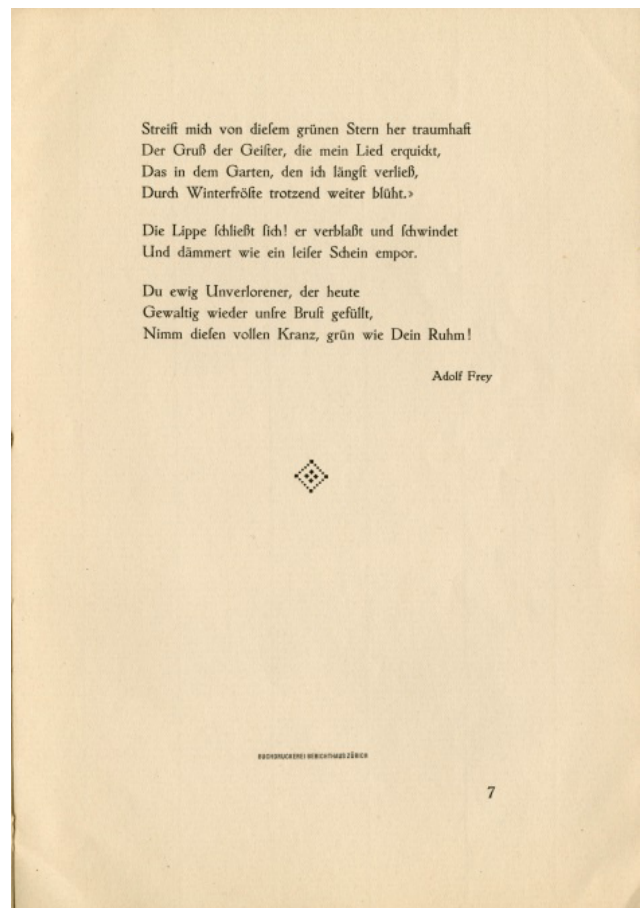 Streift mich von dieſem grünen Stern her traumhaft
Der Gruß der Geiſter, die mein Lied erquickt,
Das in dem Garten, den ich längſt verließ,
Durch Winterfröſte trotzend weiter blüht.›
Die Lippe ſchließt ſich! er verblaßt und ſchwindet
Und dämmert wie ein leiſer Schein empor.
Du ewig Unverlorener, der heute
Gewaltig wieder unſre Bruſt gefüllt,
Nimm dieſen vollen Kranz, grün wie Dein Ruhm!
Adolf Frey
BUCHDRUCKEREI BERICHTHAUS ZÜRICH
7